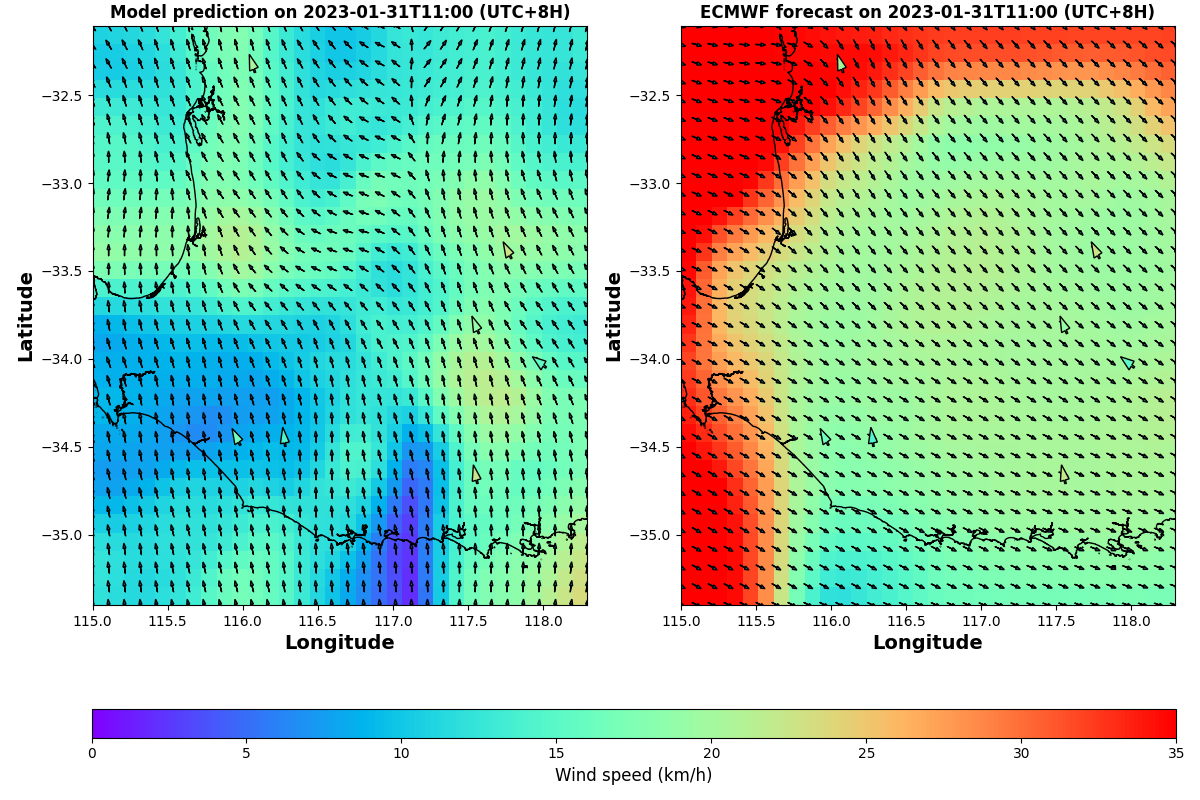 Model prediction on 2023-01-31T11:00 (UTC+8H)
ECMWF forecast on 2023-01-31T11:00 (UTC+8H)
Latitude
−32.5
−33.0
−33.5
−34.0
−34.5
−35.0
115.0 115.5 116.0 116.5 117.0 117.5 118.0
Longitude
Latitude
−32.5
−33.0
−33.5
−34.0
−34.5
−35.0
115.0 115.5 116.0 116.5 117.0 117.5 118.0
Longitude
0 5 10 15 20 25 30 35
Wind speed (km/h)